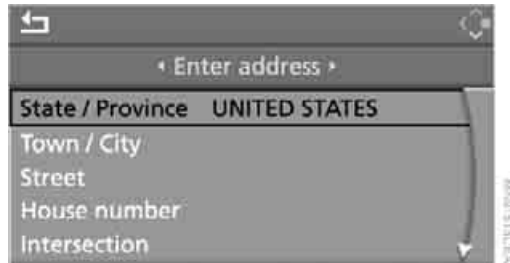 Enter address
State / Province UNITED STATES
Town / City
Street
House number
Intersection